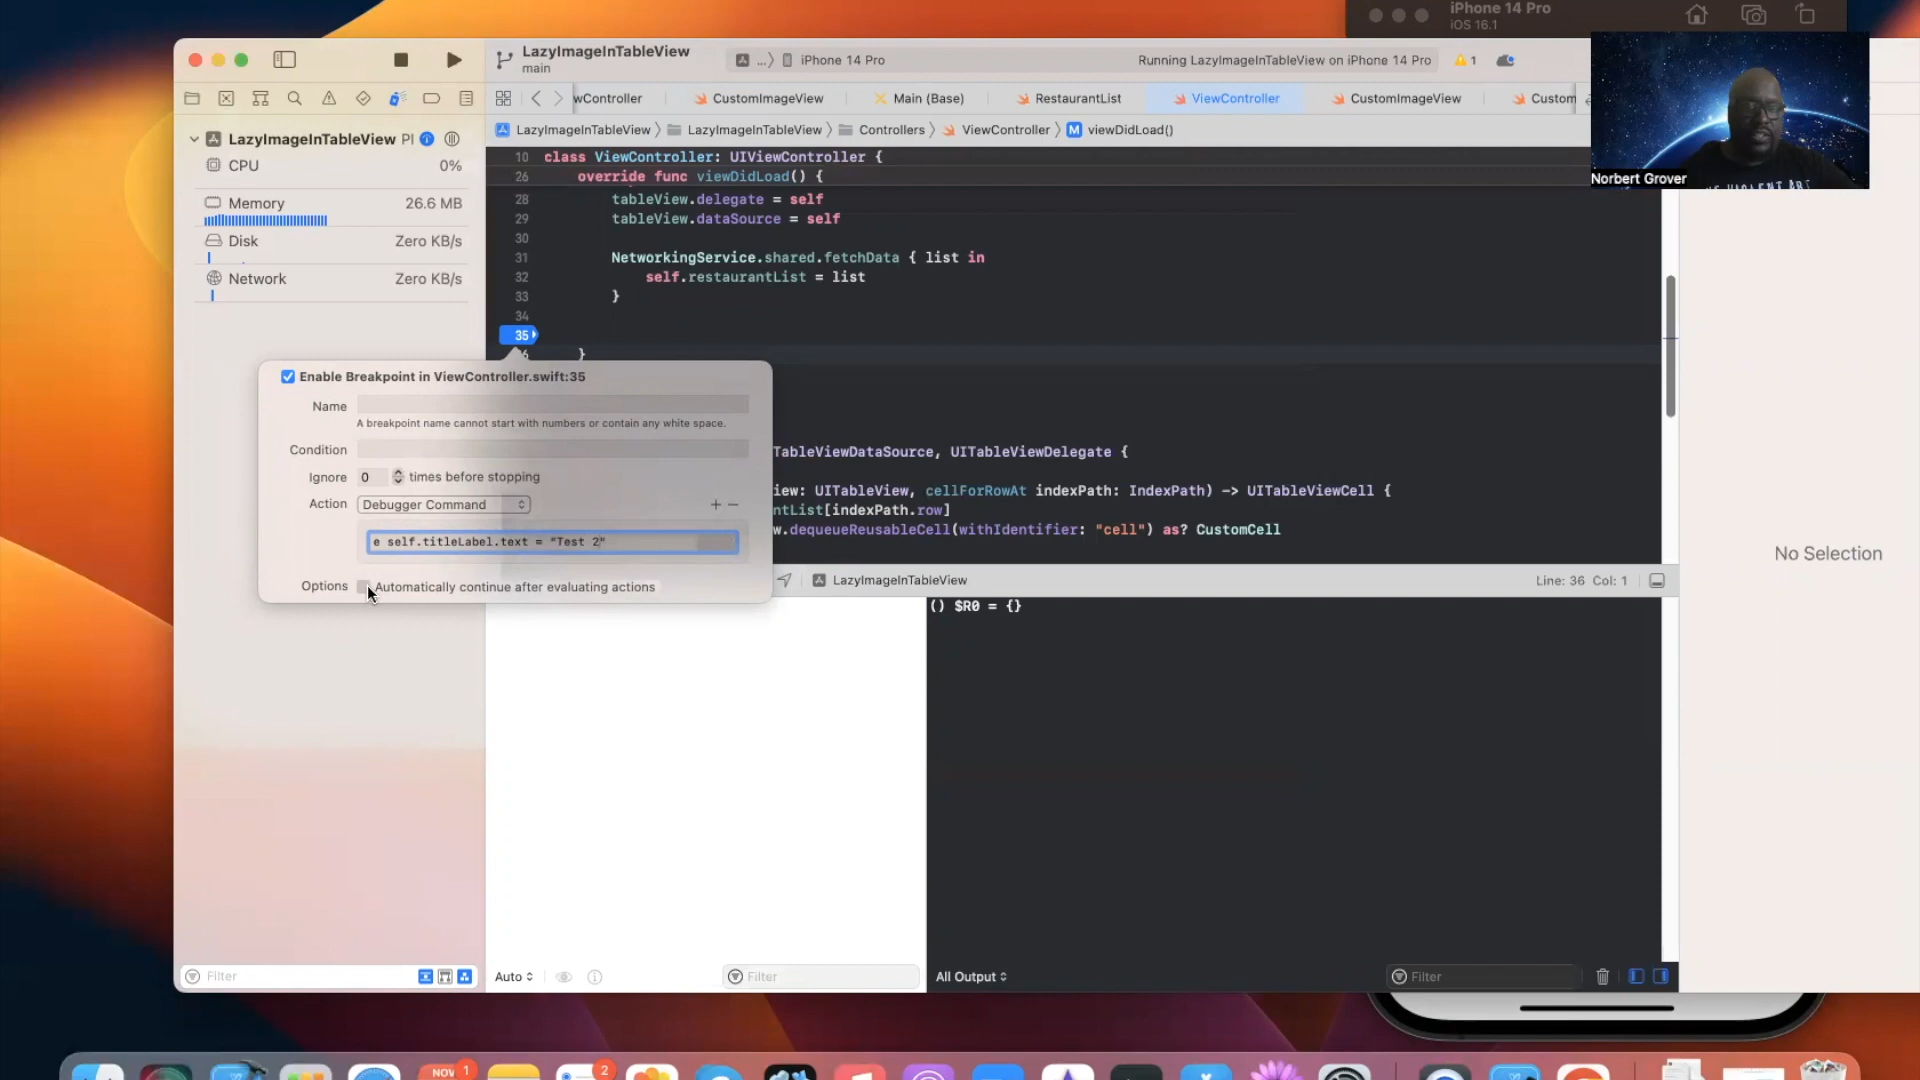 iPhone 14 Pro
iOS 16.1
LazyImageInTableView
main
...⟩ iPhone 14 Pro
Running LazyImageInTableView on iPhone 14 Pro
1
wController
CustomImageView
Main (Base)
RestaurantList
ViewController
CustomImageView
Custom
LazyImageInTableView ⟩ LazyImageInTableView ⟩ Controllers ⟩ ViewController ⟩ M viewDidLoad()
Norbert Grover
LazyImageInTableView PI
CPU 0%
Memory 26.6 MB
Disk Zero KB/s
Network Zero KB/s
10 class ViewController: UIViewController {
26 override func viewDidLoad() {
28 tableView.delegate = self
29 tableView.dataSource = self
30
31 NetworkingService.shared.fetchData { list in
32 self.restaurantList = list
33 }
34
35
6 }
Enable Breakpoint in ViewController.swift:35
Name
A breakpoint name cannot start with numbers or contain any white space.
Condition
Ignore 0 times before stopping
Action Debugger Command + −
e self.titleLabel.text = "Test 2"
Options Automatically continue after evaluating actions
TableViewDataSource, UITableViewDelegate {
iew: UITableView, cellForRowAt indexPath: IndexPath) -> UITableViewCell {
ntList[indexPath.row]
w.dequeueReusableCell(withIdentifier: "cell") as? CustomCell
LazyImageInTableView
Line: 36 Col: 1
() $R0 = {}
No Selection
Filter
Auto
Filter
All Output
Filter
NOV 1
2